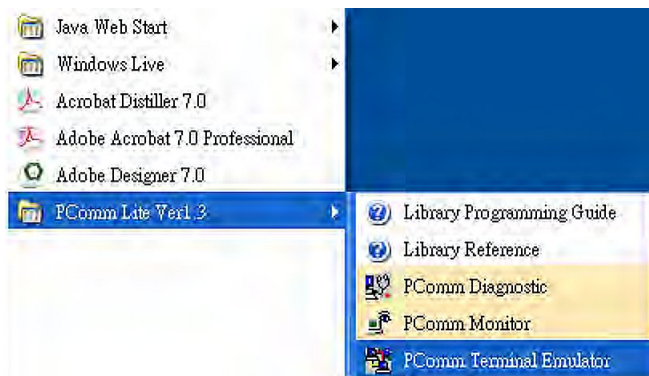 Java Web Start
Windows Live
Acrobat Distiller 7.0
Adobe Acrobat 7.0 Professional
Adobe Designer 7.0
PComm Lite Ver1.3
Library Programming Guide
Library Reference
PComm Diagnostic
PComm Monitor
PComm Terminal Emulator